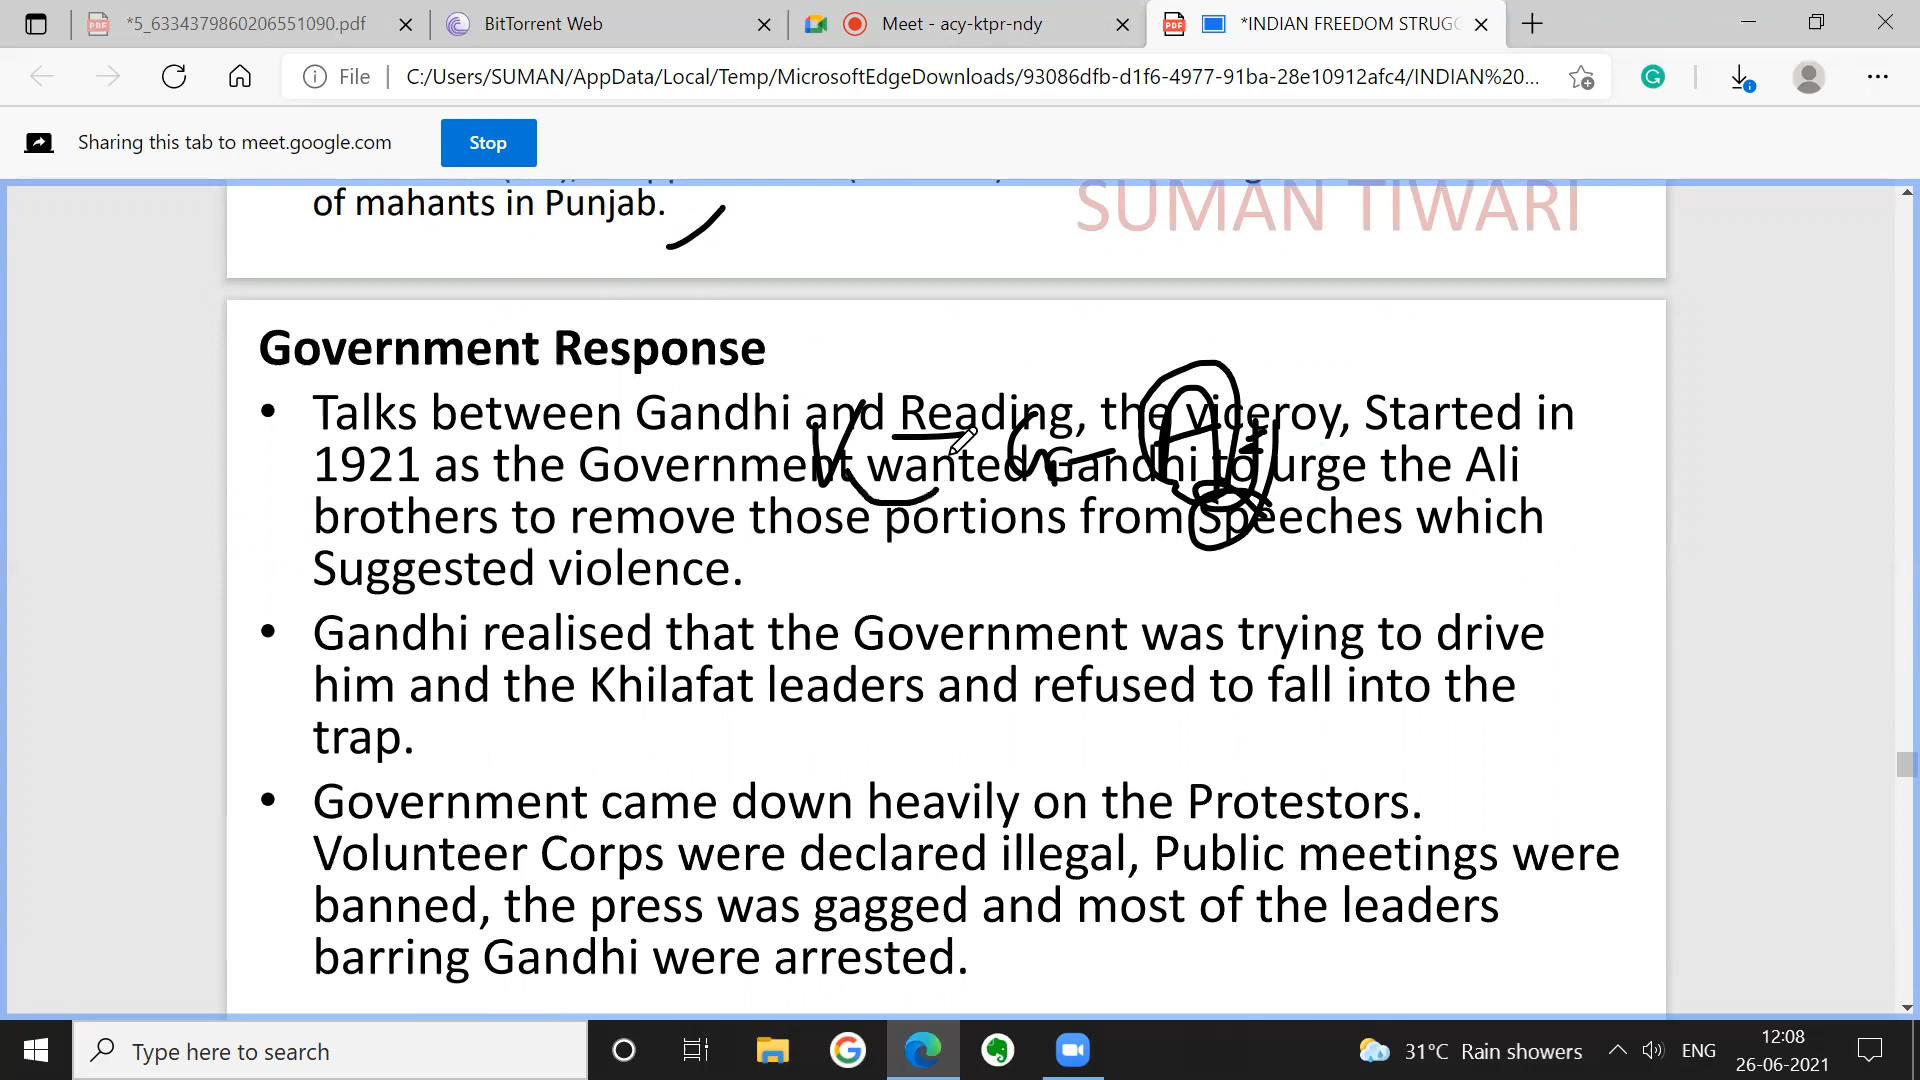 *5_6334379860206551090.pdf
BitTorrent Web
Meet - acy-ktpr-ndy
*INDIAN FREEDOM STRUGG
File
C:/Users/SUMAN/AppData/Local/Temp/MicrosoftEdgeDownloads/93086dfb-d1f6-4977-91ba-28e10912afc4/INDIAN%20...
Sharing this tab to meet.google.com
Stop
of mahants in Punjab.
SUMAN TIWARI
Government Response
• Talks between Gandhi and Reading, the viceroy, Started in
1921 as the Government wanted Gandhi to urge the Ali
brothers to remove those portions from Speeches which
Suggested violence.
• Gandhi realised that the Government was trying to drive
him and the Khilafat leaders and refused to fall into the
trap.
• Government came down heavily on the Protestors.
Volunteer Corps were declared illegal, Public meetings were
banned, the press was gagged and most of the leaders
barring Gandhi were arrested.
Type here to search
31°C Rain showers
ENG
12:08
26-06-2021